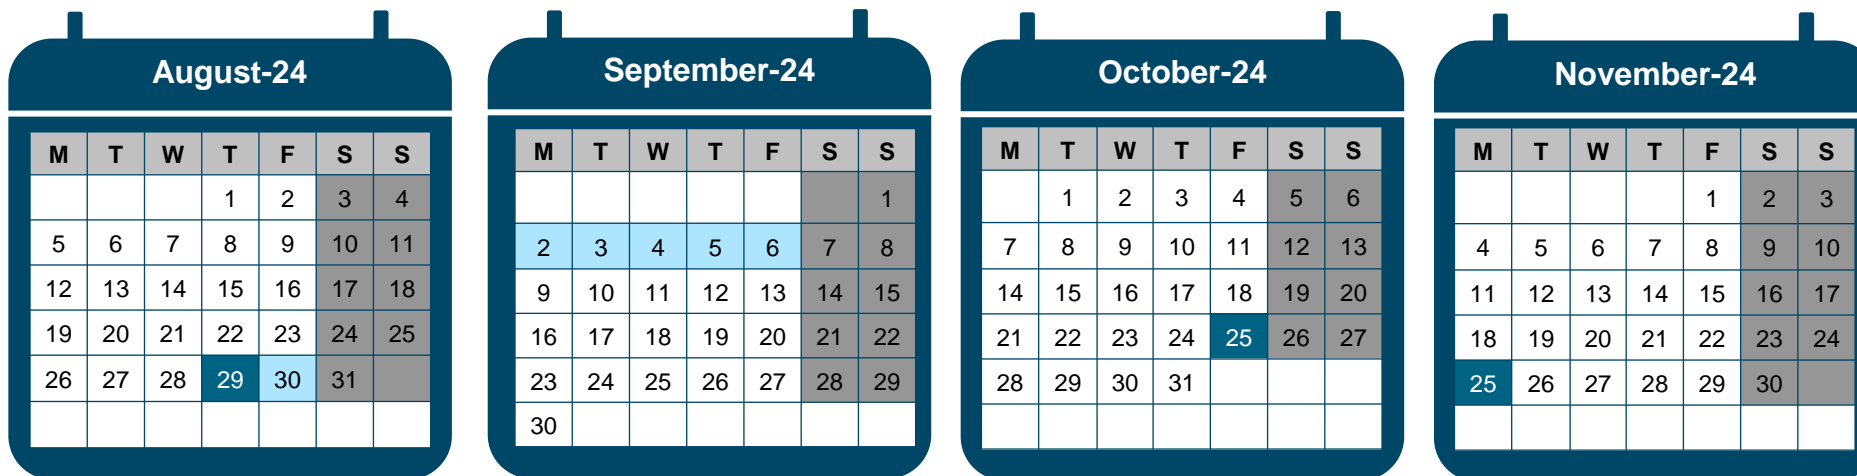 August-24
M T W T F S S
1 2 3 4
5 6 7 8 9 10 11
12 13 14 15 16 17 18
19 20 21 22 23 24 25
26 27 28 29 30 31
September-24
M T W T F S S
1
2 3 4 5 6 7 8
9 10 11 12 13 14 15
16 17 18 19 20 21 22
23 24 25 26 27 28 29
30
October-24
M T W T F S S
1 2 3 4 5 6
7 8 9 10 11 12 13
14 15 16 17 18 19 20
21 22 23 24 25 26 27
28 29 30 31
November-24
M T W T F S S
1 2 3
4 5 6 7 8 9 10
11 12 13 14 15 16 17
18 19 20 21 22 23 24
25 26 27 28 29 30